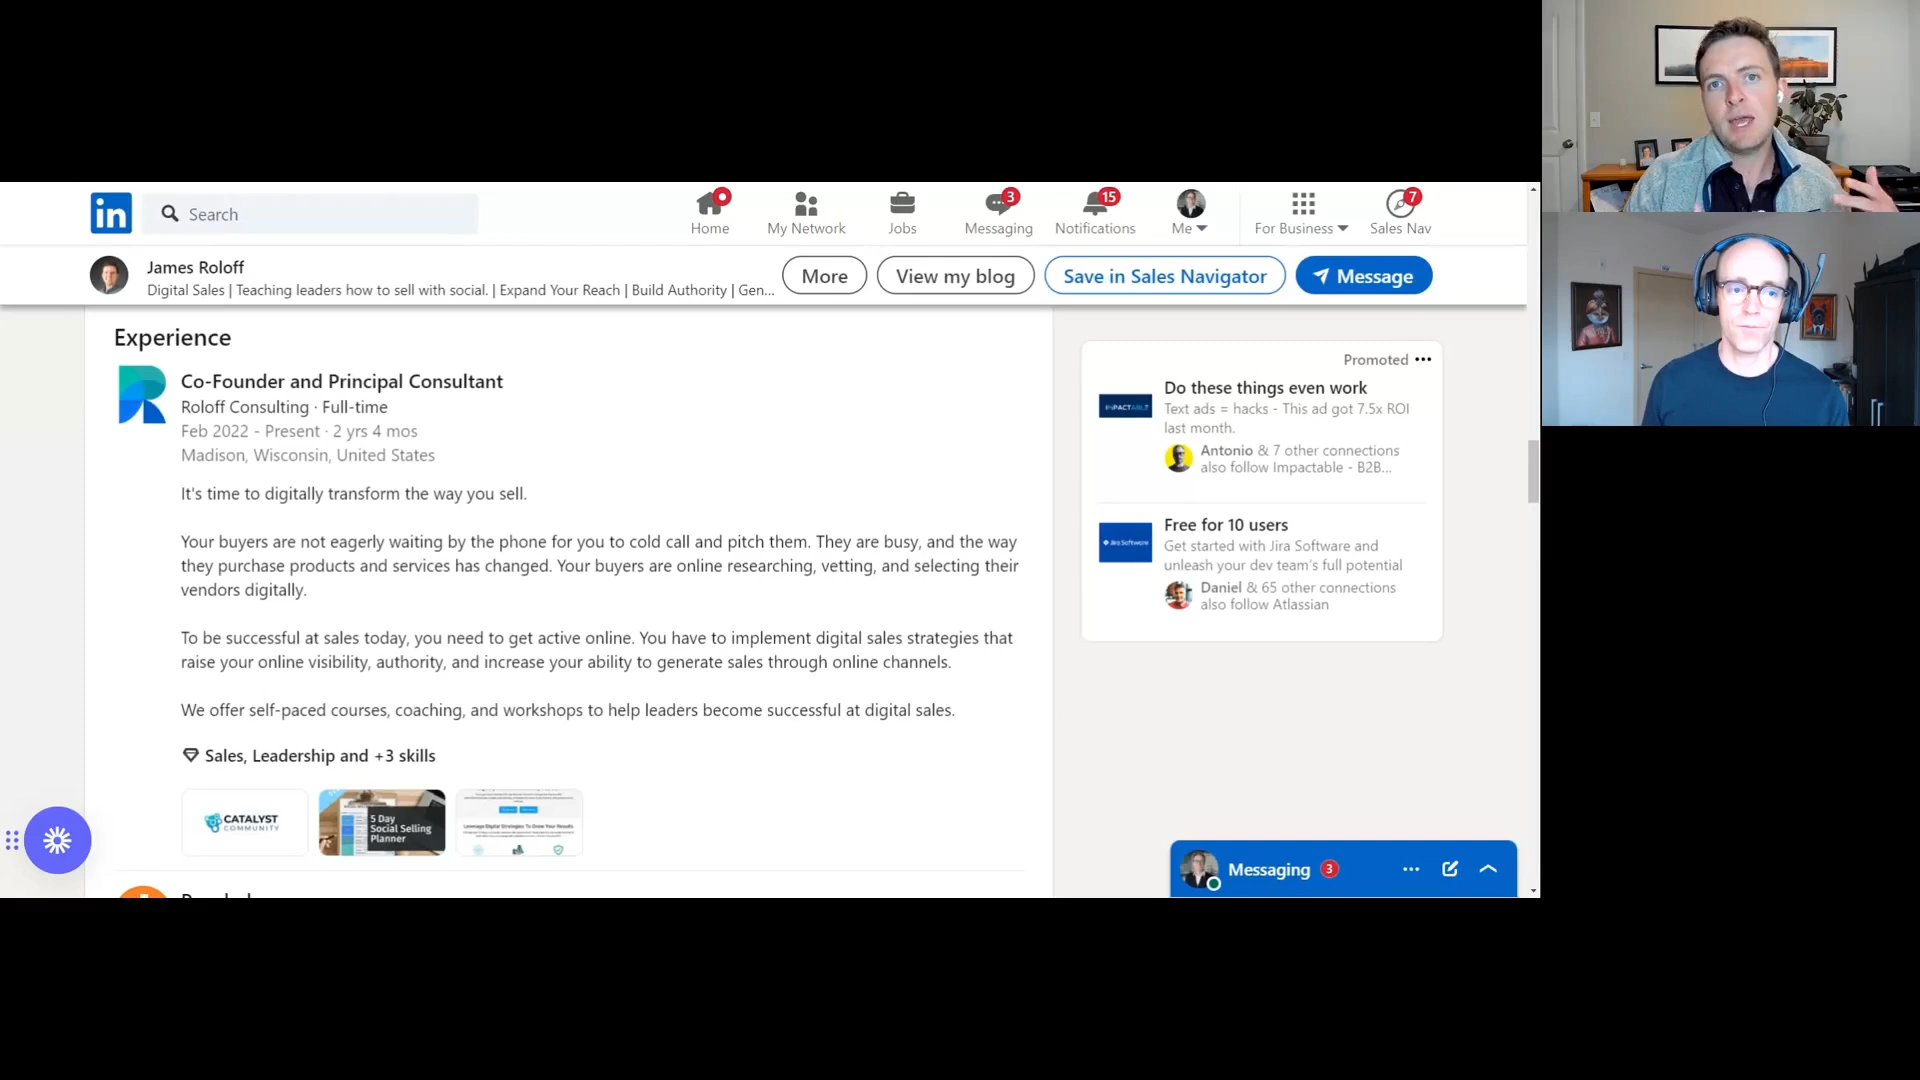 in
Search
Home
My Network
Jobs
3
Messaging
15
Notifications
Me
For Business
7
Sales Nav
James Roloff
Digital Sales | Teaching leaders how to sell with social. | Expand Your Reach | Build Authority | Gen...
More
View my blog
Save in Sales Navigator
Message
Experience
Co-Founder and Principal Consultant
Roloff Consulting · Full-time
Feb 2022 - Present · 2 yrs 4 mos
Madison, Wisconsin, United States
It's time to digitally transform the way you sell.
Your buyers are not eagerly waiting by the phone for you to cold call and pitch them. They are busy, and the way
they purchase products and services has changed. Your buyers are online researching, vetting, and selecting their
vendors digitally.
To be successful at sales today, you need to get active online. You have to implement digital sales strategies that
raise your online visibility, authority, and increase your ability to generate sales through online channels.
We offer self-paced courses, coaching, and workshops to help leaders become successful at digital sales.
Sales, Leadership and +3 skills
CATALYST
COMMUNITY
5 Day
Social Selling
Planner
Leverage Digital Strategies To Grow Your Results
Promoted
IMPACTABLE
Do these things even work
Text ads = hacks - This ad got 7.5x ROI
last month.
Antonio & 7 other connections
also follow Impactable - B2B...
Jira Software
Free for 10 users
Get started with Jira Software and
unleash your dev team's full potential
Daniel & 65 other connections
also follow Atlassian
Messaging 3